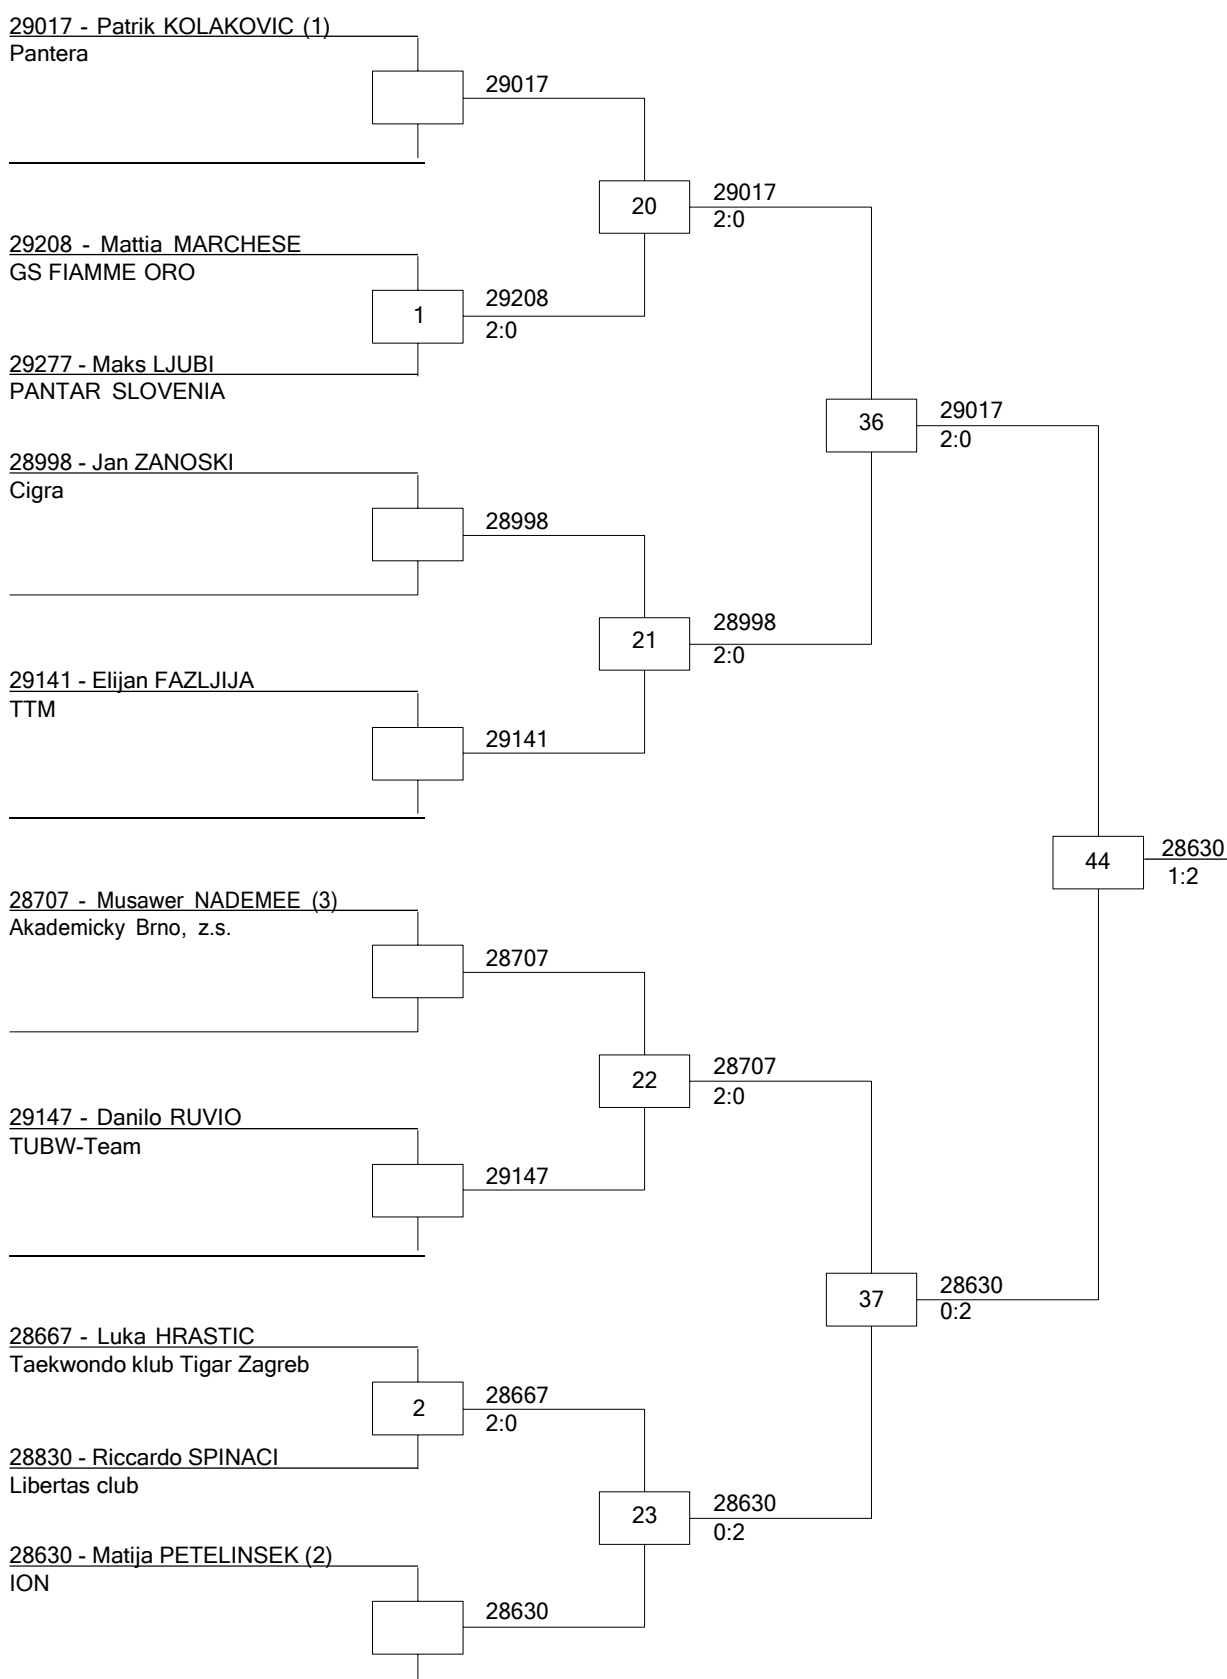 29017 - Patrik KOLAKOVIC (1)
Pantera
29017
20
29017
2:0
29208 - Mattia MARCHESE
GS FIAMME ORO
1
29208
2:0
29277 - Maks LJUBI
PANTAR SLOVENIA
36
29017
2:0
28998 - Jan ZANOSKI
Cigra
28998
21
28998
2:0
29141 - Elijan FAZLJIJA
TTM
29141
44
28630
1:2
28707 - Musawer NADEMEE (3)
Akademicky Brno, z.s.
28707
22
28707
2:0
29147 - Danilo RUVIO
TUBW-Team
29147
37
28630
0:2
28667 - Luka HRASTIC
Taekwondo klub Tigar Zagreb
2
28667
2:0
28830 - Riccardo SPINACI
Libertas club
23
28630
0:2
28630 - Matija PETELINSEK (2)
ION
28630